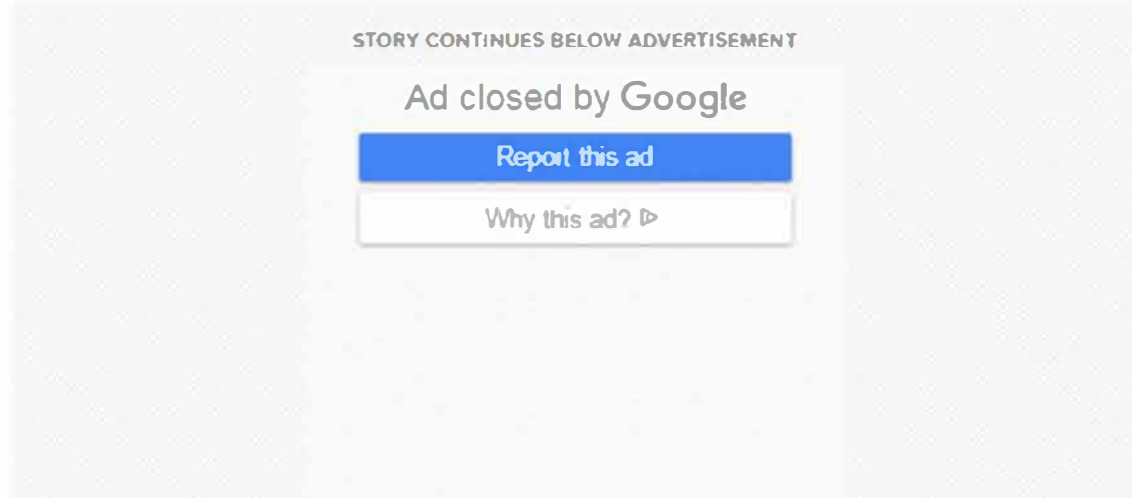 STORY CONTINUES BELOW ADVERTISEMENT
Ad closed by Google
Report this ad
Why this ad?